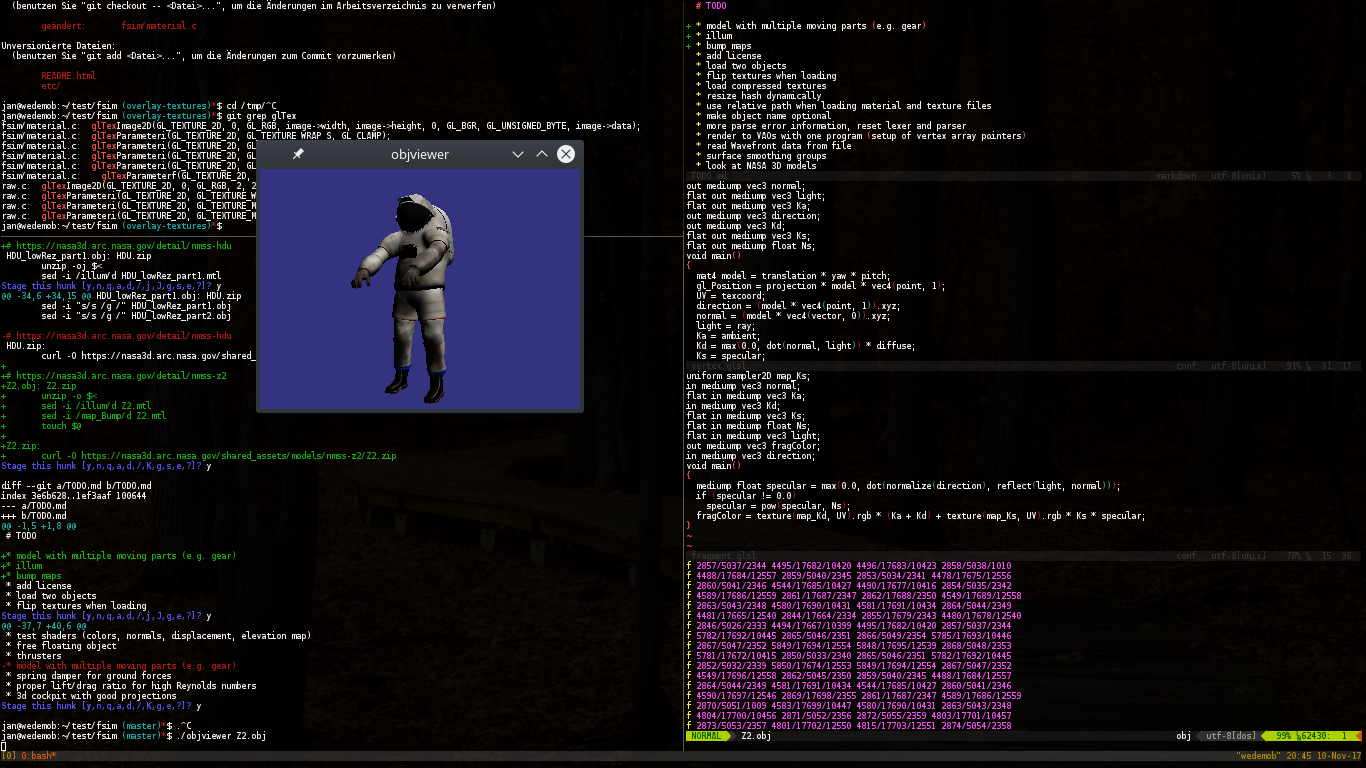 (benutzen Sie "git checkout -- <Datei>...", um die Änderungen im Arbeitsverzeichnis zu verwerfen)
geändert: fsim/material.c
Unversionierte Dateien:
(benutzen Sie "git add <Datei>...", um die Änderungen zum Commit vorzumerken)
README.html
etc/
jan@wedemob:~/test/fsim (overlay-textures)*$ cd /tmp/^C
jan@wedemob:~/test/fsim (overlay-textures)*$ git grep glTex
fsim/material.c: glTexImage2D(GL_TEXTURE_2D, 0, GL_RGB, image->width, image->height, 0, GL_BGR, GL_UNSIGNED_BYTE, image->data);
fsim/material.c: glTexParameteri(GL_TEXTURE_2D, GL_TEXTURE_WRAP_S, GL_CLAMP);
fsim/material.c: glTexParameteri(GL_TEXTURE_2D,
fsim/material.c: glTexParameteri(GL_TEXTURE_2D,
fsim/material.c: glTexParameteri(GL_TEXTURE_2D,
fsim/material.c: glTexParameterf(GL_TEXTURE_2D,
raw.c: glTexImage2D(GL_TEXTURE_2D, 0, GL_RGB, 2, 2
raw.c: glTexParameteri(GL_TEXTURE_2D, GL_TEXTURE_W
raw.c: glTexParameteri(GL_TEXTURE_2D, GL_TEXTURE_M
raw.c: glTexParameteri(GL_TEXTURE_2D, GL_TEXTURE_M
jan@wedemob:~/test/fsim (overlay-textures)*$
+# https://nasa3d.arc.nasa.gov/detail/nmss-hdu
HDU_lowRez_part1.obj: HDU.zip
unzip -oj $<
sed -i /illum/d HDU_lowRez_part1.mtl
Stage this hunk [y,n,q,a,d,/,j,J,g,s,e,?]? y
@@ -34,6 +34,15 @@ HDU_lowRez_part1.obj: HDU.zip
sed -i "s/s /g /" HDU_lowRez_part1.obj
sed -i "s/s /g /" HDU_lowRez_part2.obj
-# https://nasa3d.arc.nasa.gov/detail/nmss-hdu
HDU.zip:
curl -O https://nasa3d.arc.nasa.gov/shared_
+
+# https://nasa3d.arc.nasa.gov/detail/nmss-z2
+Z2.obj: Z2.zip
+ unzip -o $<
+ sed -i /illum/d Z2.mtl
+ sed -i /map_Bump/d Z2.mtl
+ touch $@
+
+Z2.zip:
+ curl -O https://nasa3d.arc.nasa.gov/shared_assets/models/nmss-z2/Z2.zip
Stage this hunk [y,n,q,a,d,/,K,g,s,e,?]? y
diff --git a/TODO.md b/TODO.md
index 3e6b628..1ef3aaf 100644
--- a/TODO.md
+++ b/TODO.md
@@ -1,5 +1,8 @@
# TODO
+* model with multiple moving parts (e.g. gear)
+* illum
+* bump maps
* add license
* load two objects
* flip textures when loading
Stage this hunk [y,n,q,a,d,/,j,J,g,e,?]? y
@@ -37,7 +40,6 @@
* test shaders (colors, normals, displacement, elevation map)
* free floating object
* thrusters
-* model with multiple moving parts (e.g. gear)
* spring damper for ground forces
* proper lift/drag ratio for high Reynolds numbers
* 3d cockpit with good projections
Stage this hunk [y,n,q,a,d,/,K,g,e,?]? y
jan@wedemob:~/test/fsim (master)*$ .^C
jan@wedemob:~/test/fsim (master)*$ ./objviewer Z2.obj
objviewer
# TODO
+ * model with multiple moving parts (e.g. gear)
+ * illum
+ * bump maps
* add license
* load two objects
* flip textures when loading
* load compressed textures
* resize hash dynamically
* use relative path when loading material and texture files
* make object name optional
* more parse error information, reset lexer and parser
* render to VAOs with one program (setup of vertex array pointers)
* read Wavefront data from file
* surface smoothing groups
* look at NASA 3D models
TODO.md markdown utf-8[unix] 5% 3: 1
out mediump vec3 normal;
flat out mediump vec3 light;
flat out mediump vec3 Ka;
out mediump vec3 direction;
out mediump vec3 Kd;
flat out mediump vec3 Ks;
flat out mediump float Ns;
void main()
{
mat4 model = translation * yaw * pitch;
gl_Position = projection * model * vec4(point, 1);
UV = texcoord;
direction = (model * vec4(point, 1)).xyz;
normal = (model * vec4(vector, 0)).xyz;
light = ray;
Ka = ambient;
Kd = max(0.0, dot(normal, light)) * diffuse;
Ks = specular;
vertex.glsl conf utf-8[unix] 91% 31: 17
uniform sampler2D map_Ks;
in mediump vec3 normal;
flat in mediump vec3 Ka;
in mediump vec3 Kd;
flat in mediump vec3 Ks;
flat in mediump float Ns;
flat in mediump vec3 light;
out mediump vec3 fragColor;
in mediump vec3 direction;
void main()
{
mediump float specular = max(0.0, dot(normalize(direction), reflect(light, normal)));
if (specular != 0.0)
specular = pow(specular, Ns);
fragColor = texture(map_Kd, UV).rgb * (Ka + Kd) + texture(map_Ks, UV).rgb * Ks * specular;
}
~
~
fragment.glsl conf utf-8[unix] 78% 15: 36
f 2857/5037/2344 4495/17682/10420 4496/17683/10423 2858/5038/1010
f 4488/17684/12557 2859/5040/2345 2853/5034/2341 4478/17675/12556
f 2860/5041/2346 4544/17685/10427 4490/17677/10416 2854/5035/2342
f 4589/17686/12559 2861/17687/2347 2862/17688/2350 4549/17689/12558
f 2863/5043/2348 4580/17690/10431 4581/17691/10434 2864/5044/2349
f 4481/17665/12540 2844/17664/2334 2855/17679/2343 4480/17678/12540
f 2846/5026/2333 4494/17667/10399 4495/17682/10420 2857/5037/2344
f 5782/17692/10445 2865/5046/2351 2866/5049/2354 5785/17693/10446
f 2867/5047/2352 5849/17694/12554 5848/17695/12539 2868/5048/2353
f 5781/17672/10415 2850/5033/2340 2865/5046/2351 5782/17692/10445
f 2852/5032/2339 5850/17674/12553 5849/17694/12554 2867/5047/2352
f 4549/17696/12558 2862/5045/2350 2859/5040/2345 4488/17684/12557
f 2864/5044/2349 4581/17691/10434 4544/17685/10427 2860/5041/2346
f 4590/17697/12546 2869/17698/2355 2861/17687/2347 4589/17686/12559
f 2870/5051/1009 4583/17699/10447 4580/17690/10431 2863/5043/2348
f 4804/17700/10456 2871/5052/2356 2872/5055/2359 4803/17701/10457
f 2873/5053/2357 4801/17702/12550 4815/17703/12551 2874/5054/2358
NORMAL Z2.obj obj utf-8[dos] 99% 62430: 1
[0] 0:bash* "wedemob" 20:45 10-Nov-17